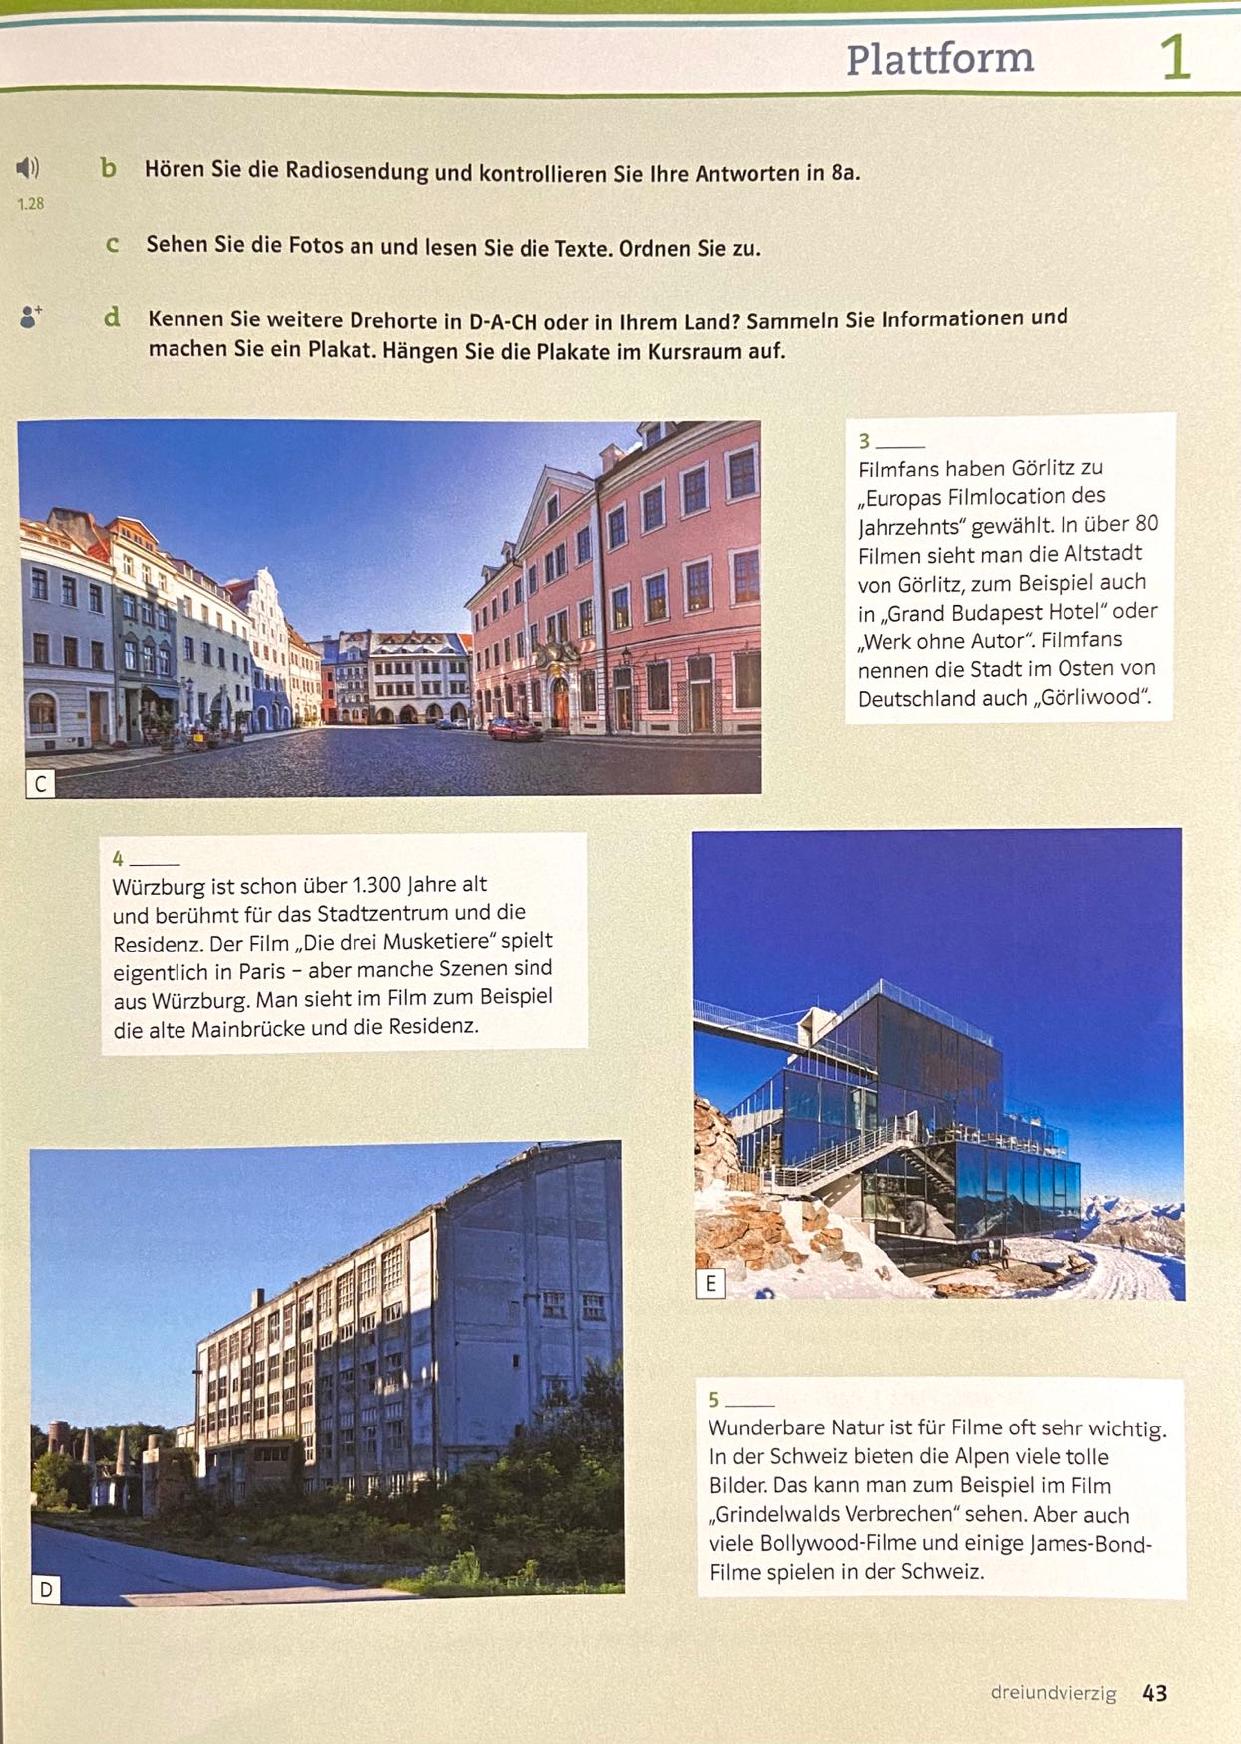 Plattform 1
1.28
b Hören Sie die Radiosendung und kontrollieren Sie Ihre Antworten in 8a.
c Sehen Sie die Fotos an und lesen Sie die Texte. Ordnen Sie zu.
d Kennen Sie weitere Drehorte in D-A-CH oder in Ihrem Land? Sammeln Sie Informationen und
machen Sie ein Plakat. Hängen Sie die Plakate im Kursraum auf.
C
3 ____
Filmfans haben Görlitz zu
„Europas Filmlocation des
Jahrzehnts“ gewählt. In über 80
Filmen sieht man die Altstadt
von Görlitz, zum Beispiel auch
in „Grand Budapest Hotel“ oder
„Werk ohne Autor“. Filmfans
nennen die Stadt im Osten von
Deutschland auch „Görliwood“.
4 ____
Würzburg ist schon über 1.300 Jahre alt
und berühmt für das Stadtzentrum und die
Residenz. Der Film „Die drei Musketiere“ spielt
eigentlich in Paris – aber manche Szenen sind
aus Würzburg. Man sieht im Film zum Beispiel
die alte Mainbrücke und die Residenz.
E
D
5 ____
Wunderbare Natur ist für Filme oft sehr wichtig.
In der Schweiz bieten die Alpen viele tolle
Bilder. Das kann man zum Beispiel im Film
„Grindelwalds Verbrechen“ sehen. Aber auch
viele Bollywood-Filme und einige James-Bond-
Filme spielen in der Schweiz.
dreiundvierzig 43